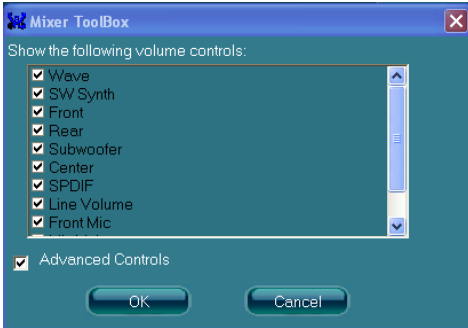 Mixer ToolBox
Show the following volume controls:
Wave
SW Synth
Front
Rear
Subwoofer
Center
SPDIF
Line Volume
Front Mic
Advanced Controls
OK
Cancel